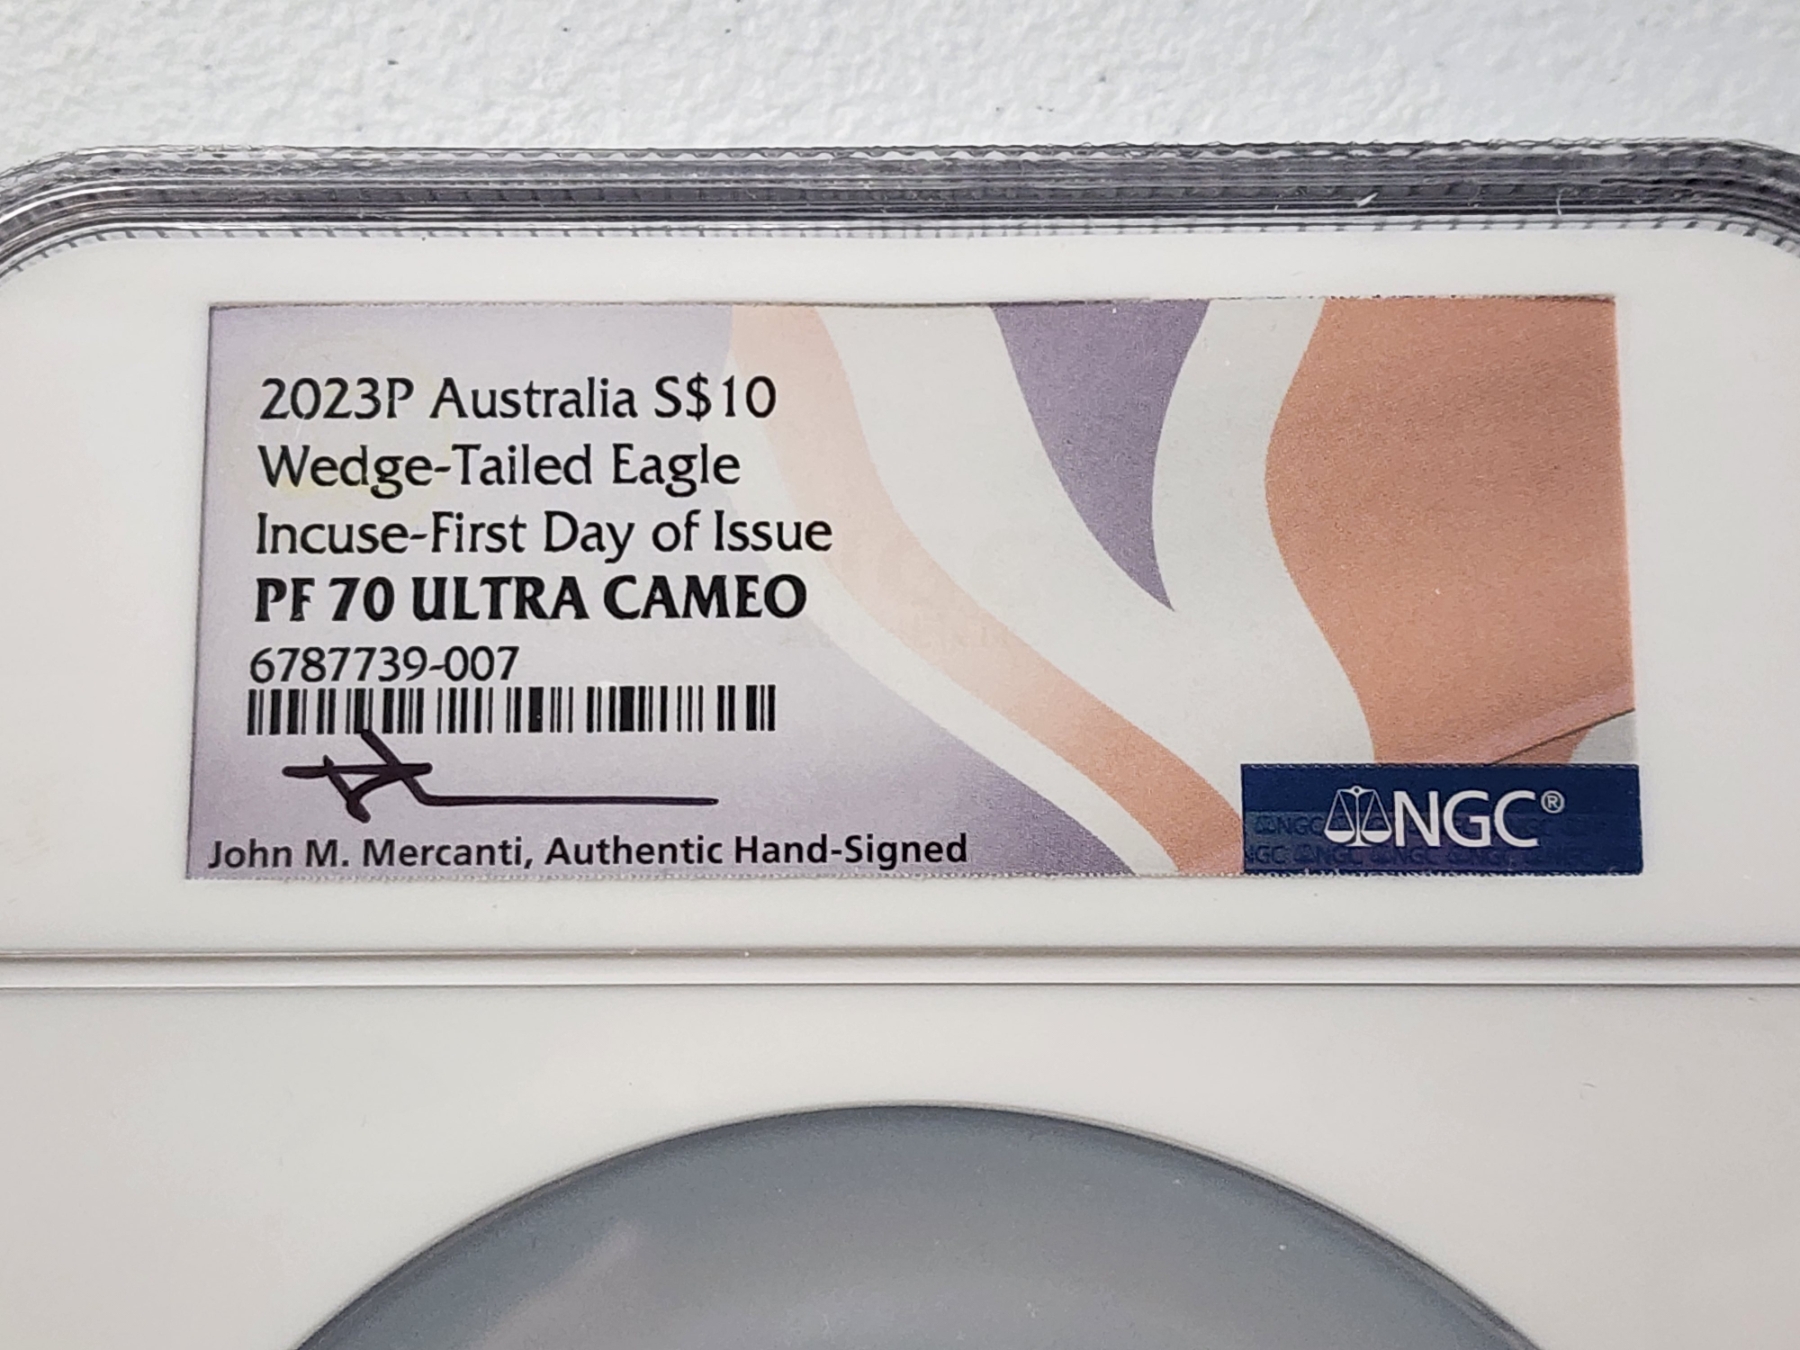 2023P Australia S$10
Wedge-Tailed Eagle
Incuse-First Day of Issue
PF 70 ULTRA CAMEO
6787739-007
John M. Mercanti, Authentic Hand-Signed
NGC®